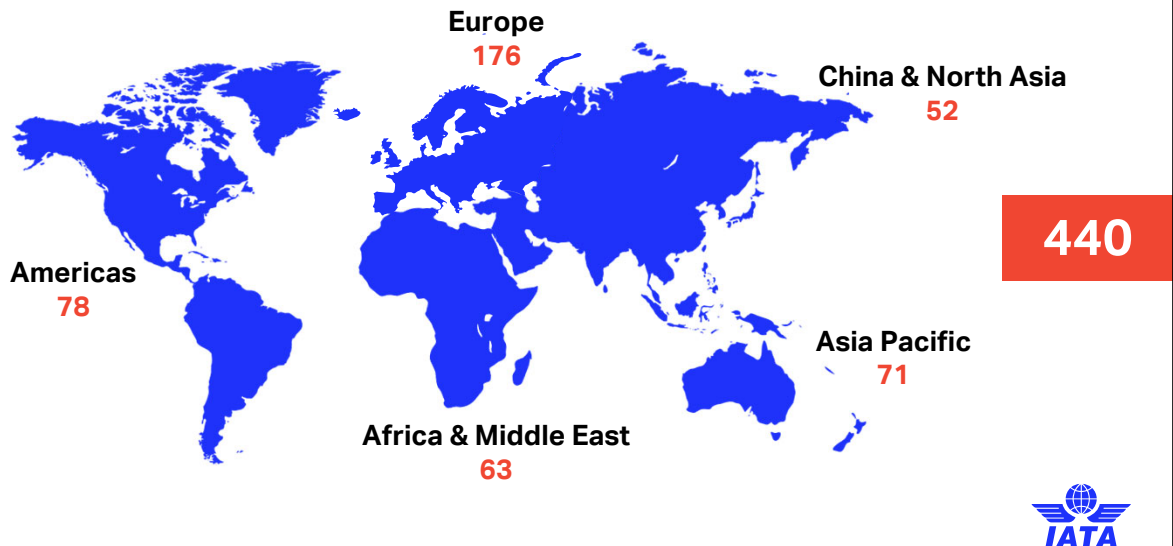 Europe
176
China & North Asia
52
440
Americas
78
Asia Pacific
71
Africa & Middle East
63
IATA